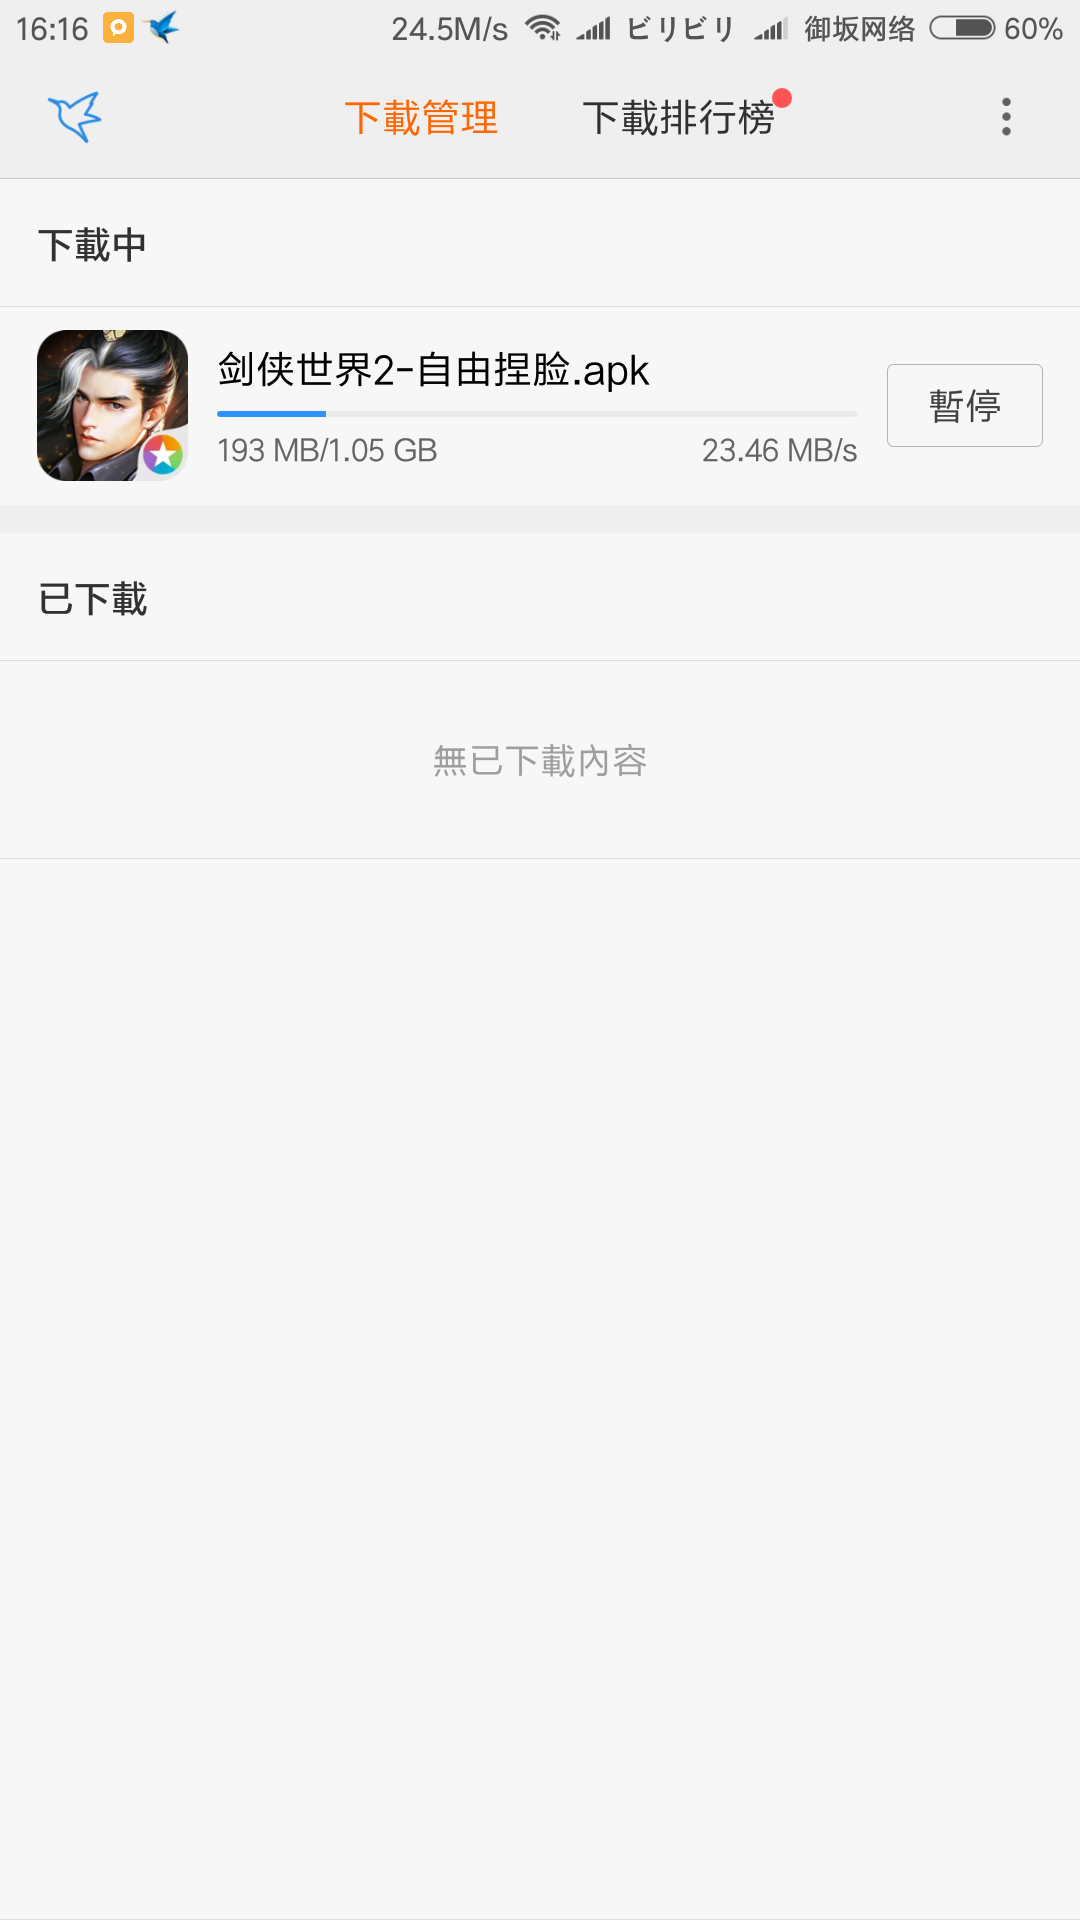 16:16 24.5M/s ビリビリ 御坂网络 60%
下載管理 下載排行榜
下載中
剑侠世界2-自由捏脸.apk
193 MB/1.05 GB 23.46 MB/s
暫停
已下載
無已下載內容